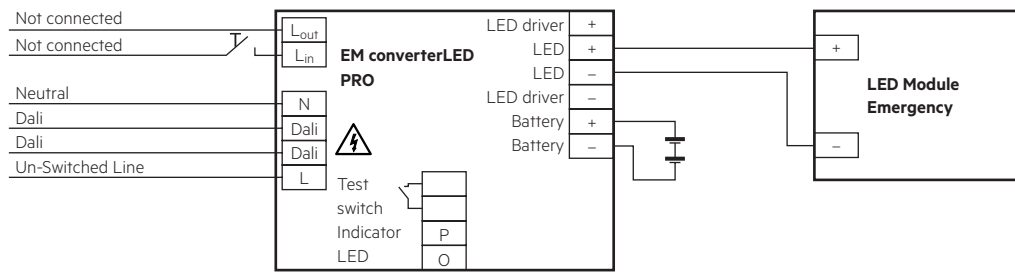 Not connected
Not connected
Neutral
Dali
Dali
Un-Switched Line
Lout
Lin
N
Dali
Dali
L
EM converterLED
PRO
Test
switch
Indicator
LED
P
O
LED driver +
LED +
LED –
LED driver –
Battery +
Battery –
+
–
LED Module
Emergency